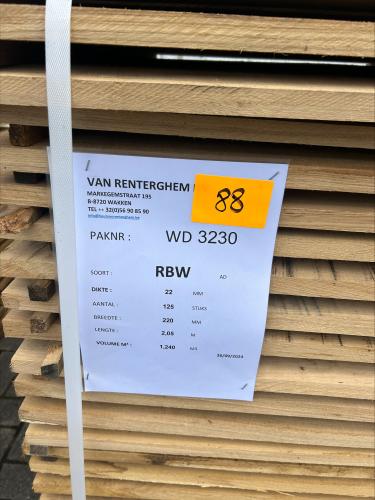 VAN RENTERGHEM
MARKEGEMSTRAAT 195
B-8720 WAKKEN
TEL ++ 32(0)56 90 85 90
88
PAKNR : WD 3230
SOORT : RBW AD
DIKTE : 22 MM
AANTAL : 125 STUKS
BREEDTE : 220 MM
LENGTE : 2,05 M
VOLUME M³ : 1,240 M3
26/09/2023